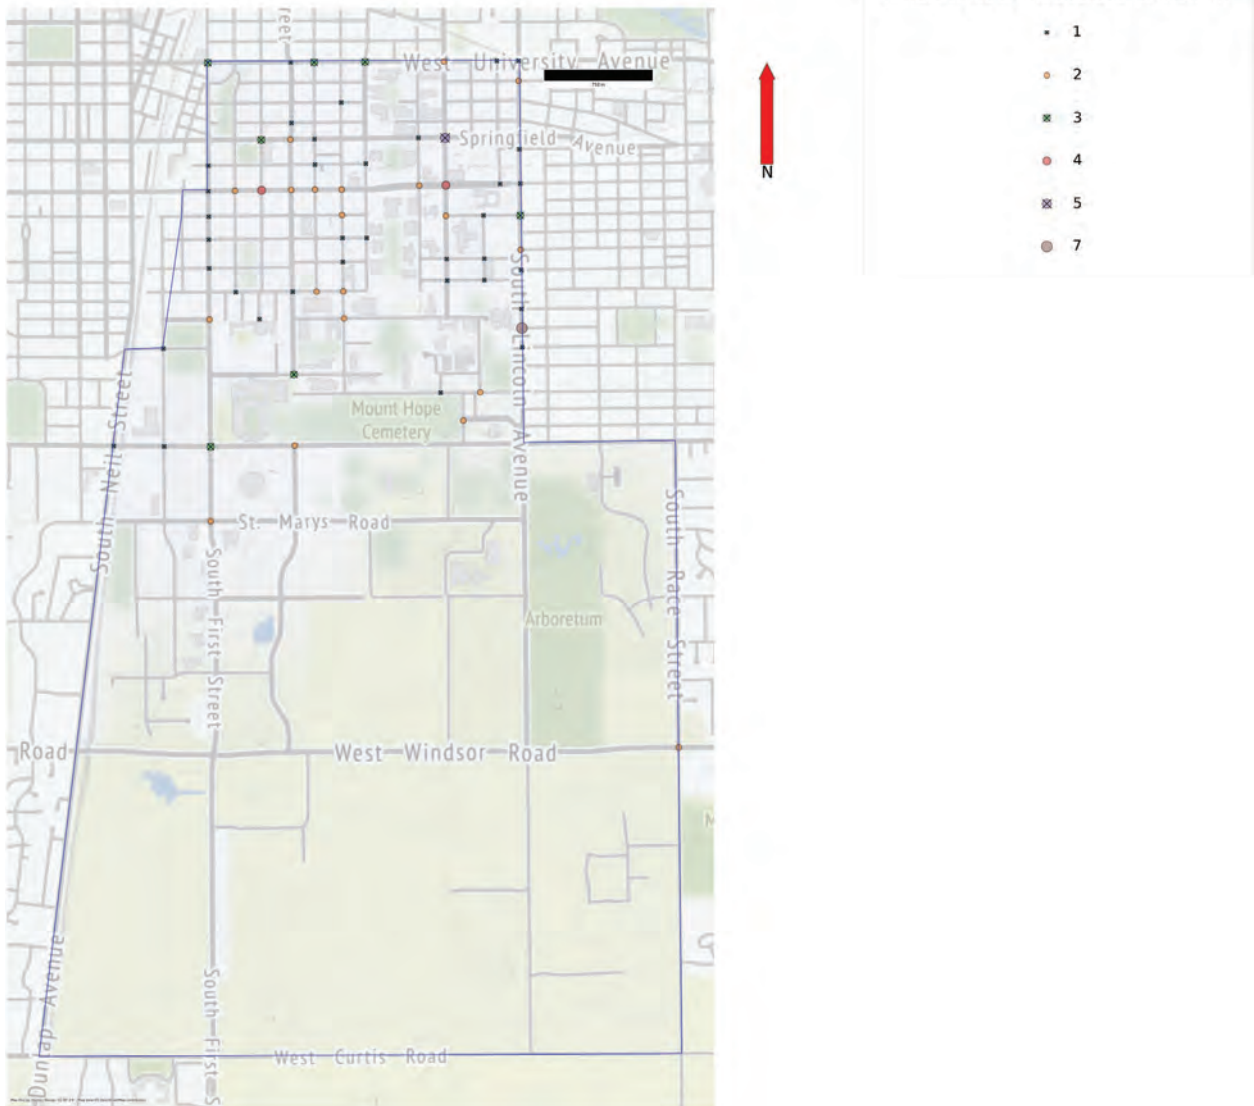 reet
West University Avenue
750 m
Springfield Avenue
N
1
2
3
4
5
7
South Lincoln Avenue
South Neil Street
Mount Hope
Cemetery
St. Marys Road
South First Street
South Race Street
Arboretum
Road
West Windsor Road
M
Dunlap Avenue
South First S
West Curtis Road